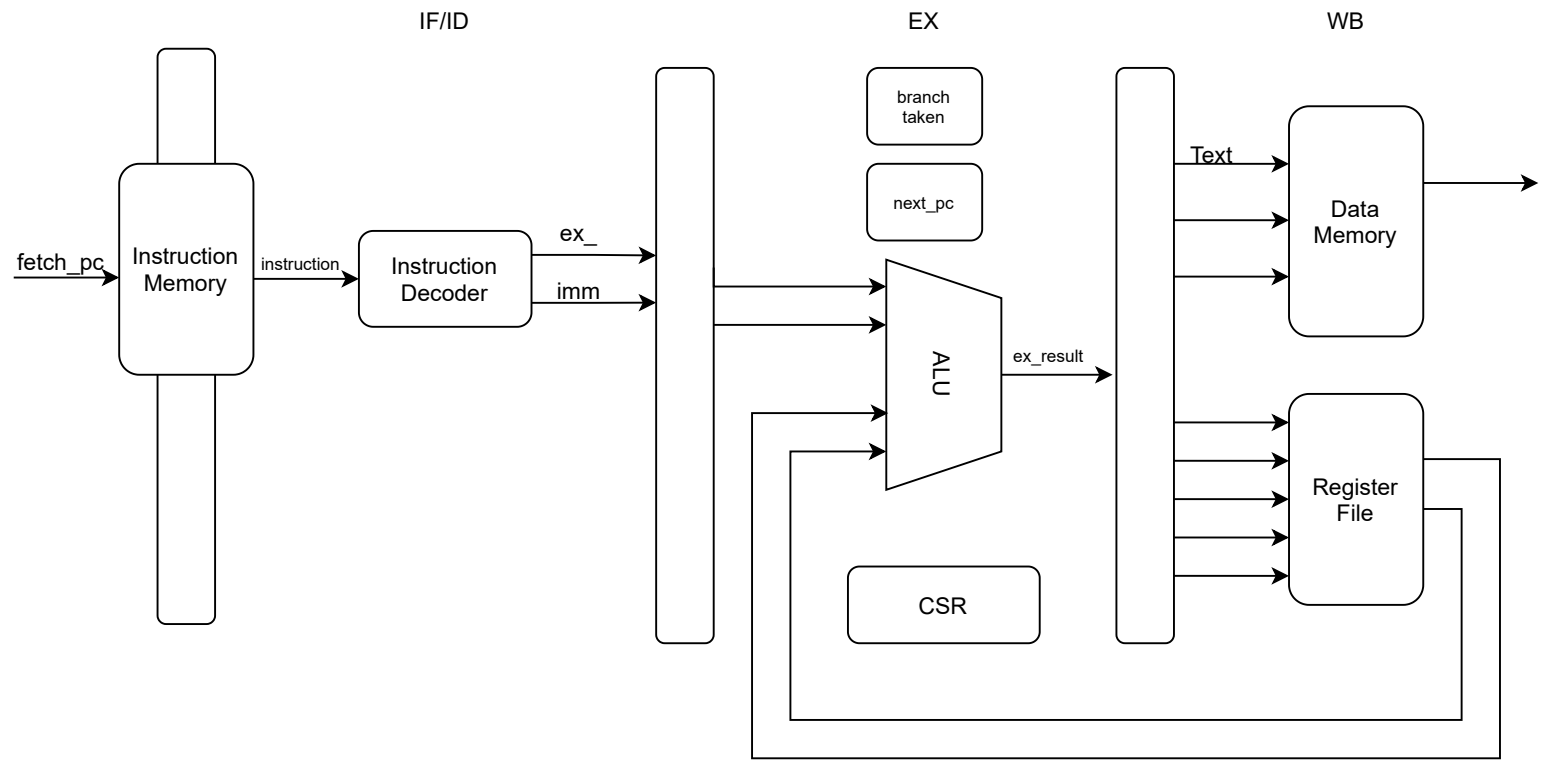 IF/ID
EX
WB
branch
taken
next_pc
Text
Data
Memory
fetch_pc
Instruction
Memory
instruction
Instruction
Decoder
ex_
imm
ALU
ex_result
Register
File
CSR